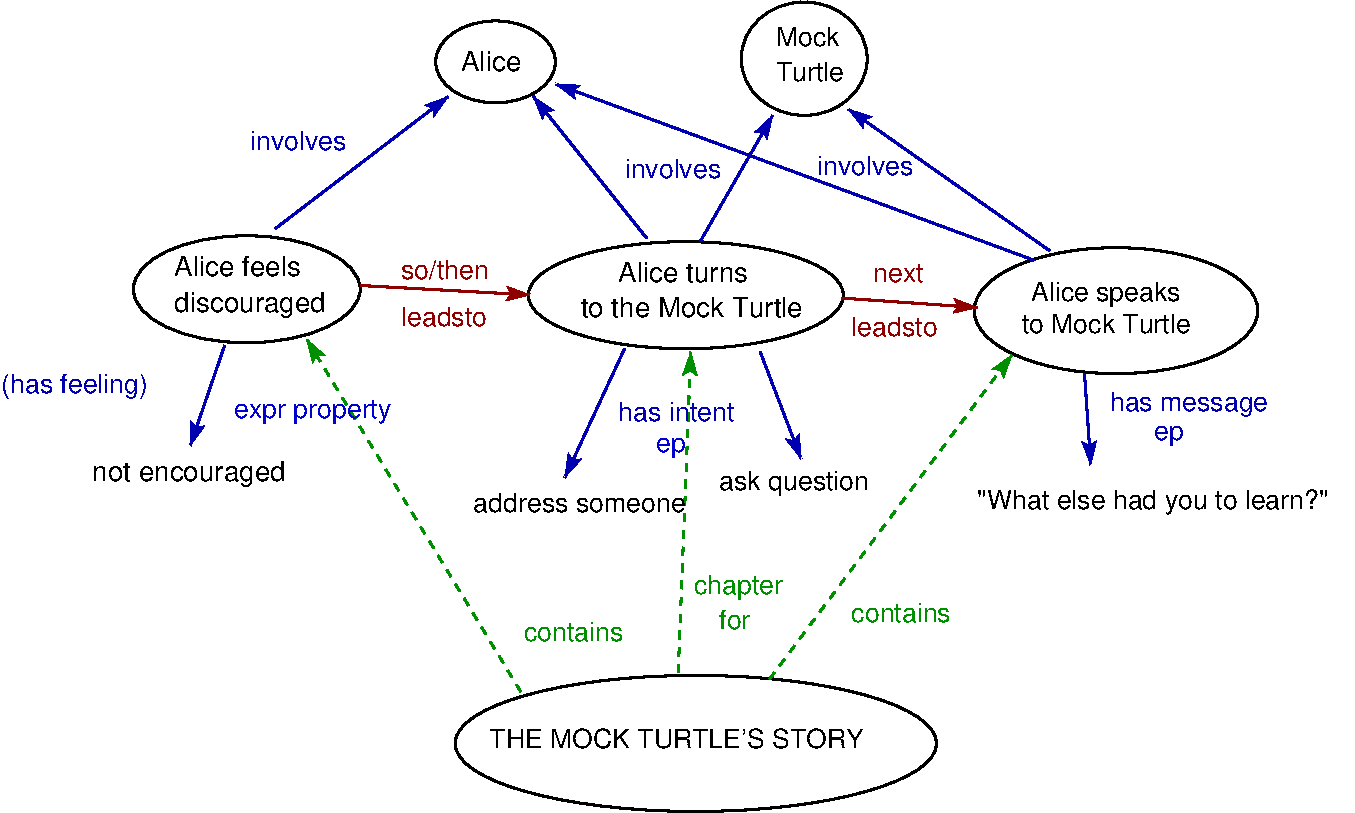 Alice
Mock
Turtle
involves
involves
involves
Alice feels
discouraged
so/then
leadsto
Alice turns
to the Mock Turtle
next
leadsto
Alice speaks
to Mock Turtle
(has feeling)
expr property
has intent
ep
has message
ep
not encouraged
address someone
ask question
"What else had you to learn?"
chapter
for
contains
contains
THE MOCK TURTLE'S STORY